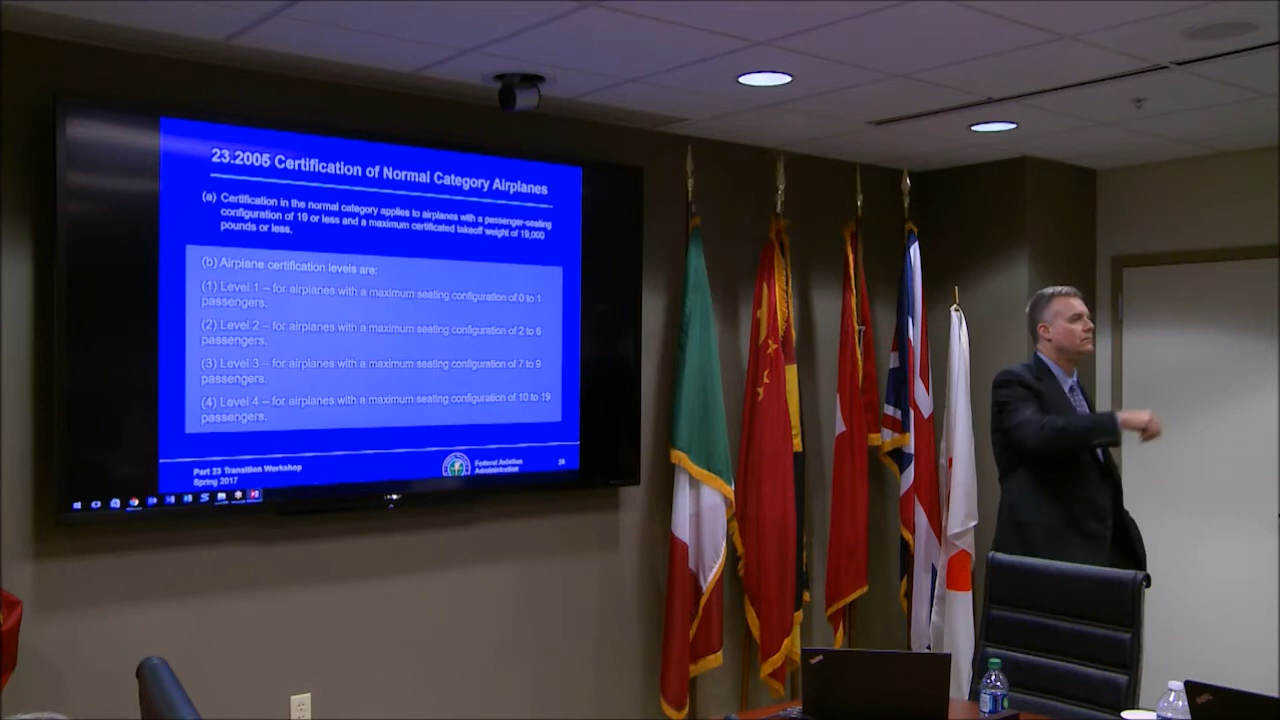 23.2005 Certification of Normal Category Airplanes
(a) Certification in the normal category applies to airplanes with a passenger-seating
configuration of 19 or less and a maximum certificated takeoff weight of 19,000
pounds or less.
(b) Airplane certification levels are:
(1) Level 1 – for airplanes with a maximum seating configuration of 0 to 1
passengers.
(2) Level 2 – for airplanes with a maximum seating configuration of 2 to 6
passengers.
(3) Level 3 – for airplanes with a maximum seating configuration of 7 to 9
passengers.
(4) Level 4 – for airplanes with a maximum seating configuration of 10 to 19
passengers.
Part 23 Transition Workshop
Spring 2017
Federal Aviation
Administration